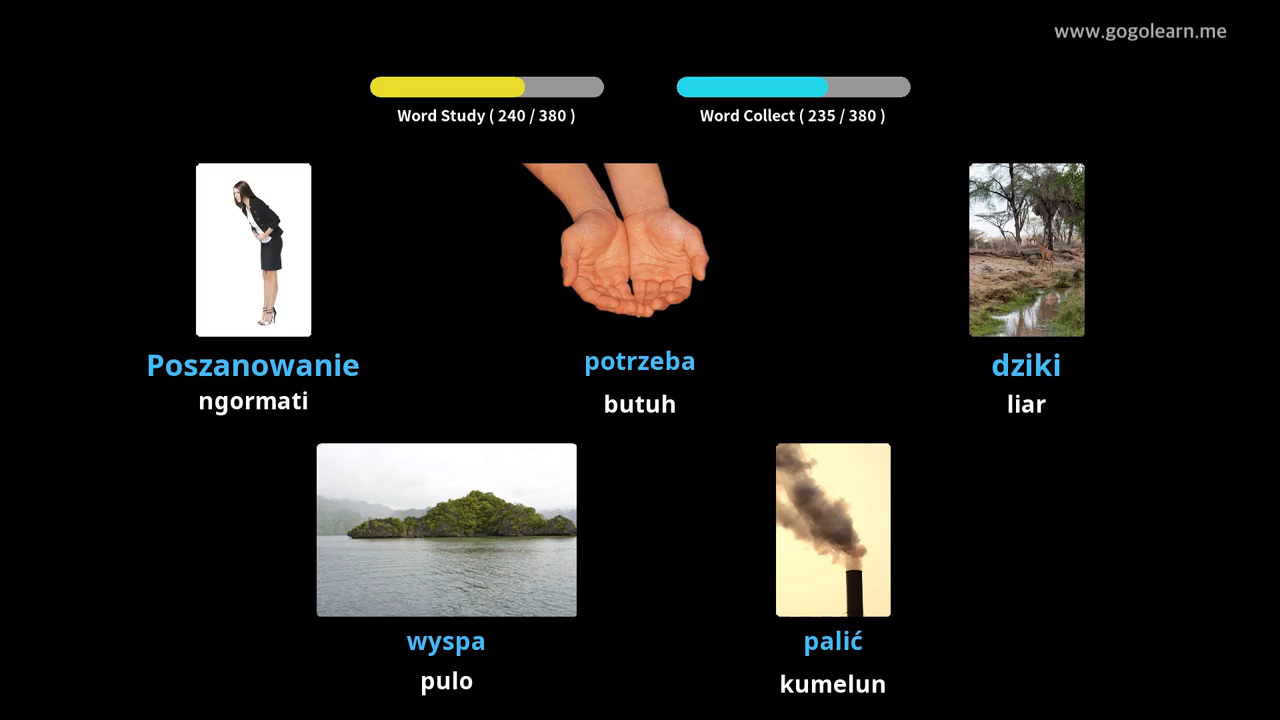 www.gogolearn.me
Word Study ( 240 / 380 )
Word Collect ( 235 / 380 )
Poszanowanie
ngormati
potrzeba
butuh
dziki
liar
wyspa
pulo
palić
kumelun